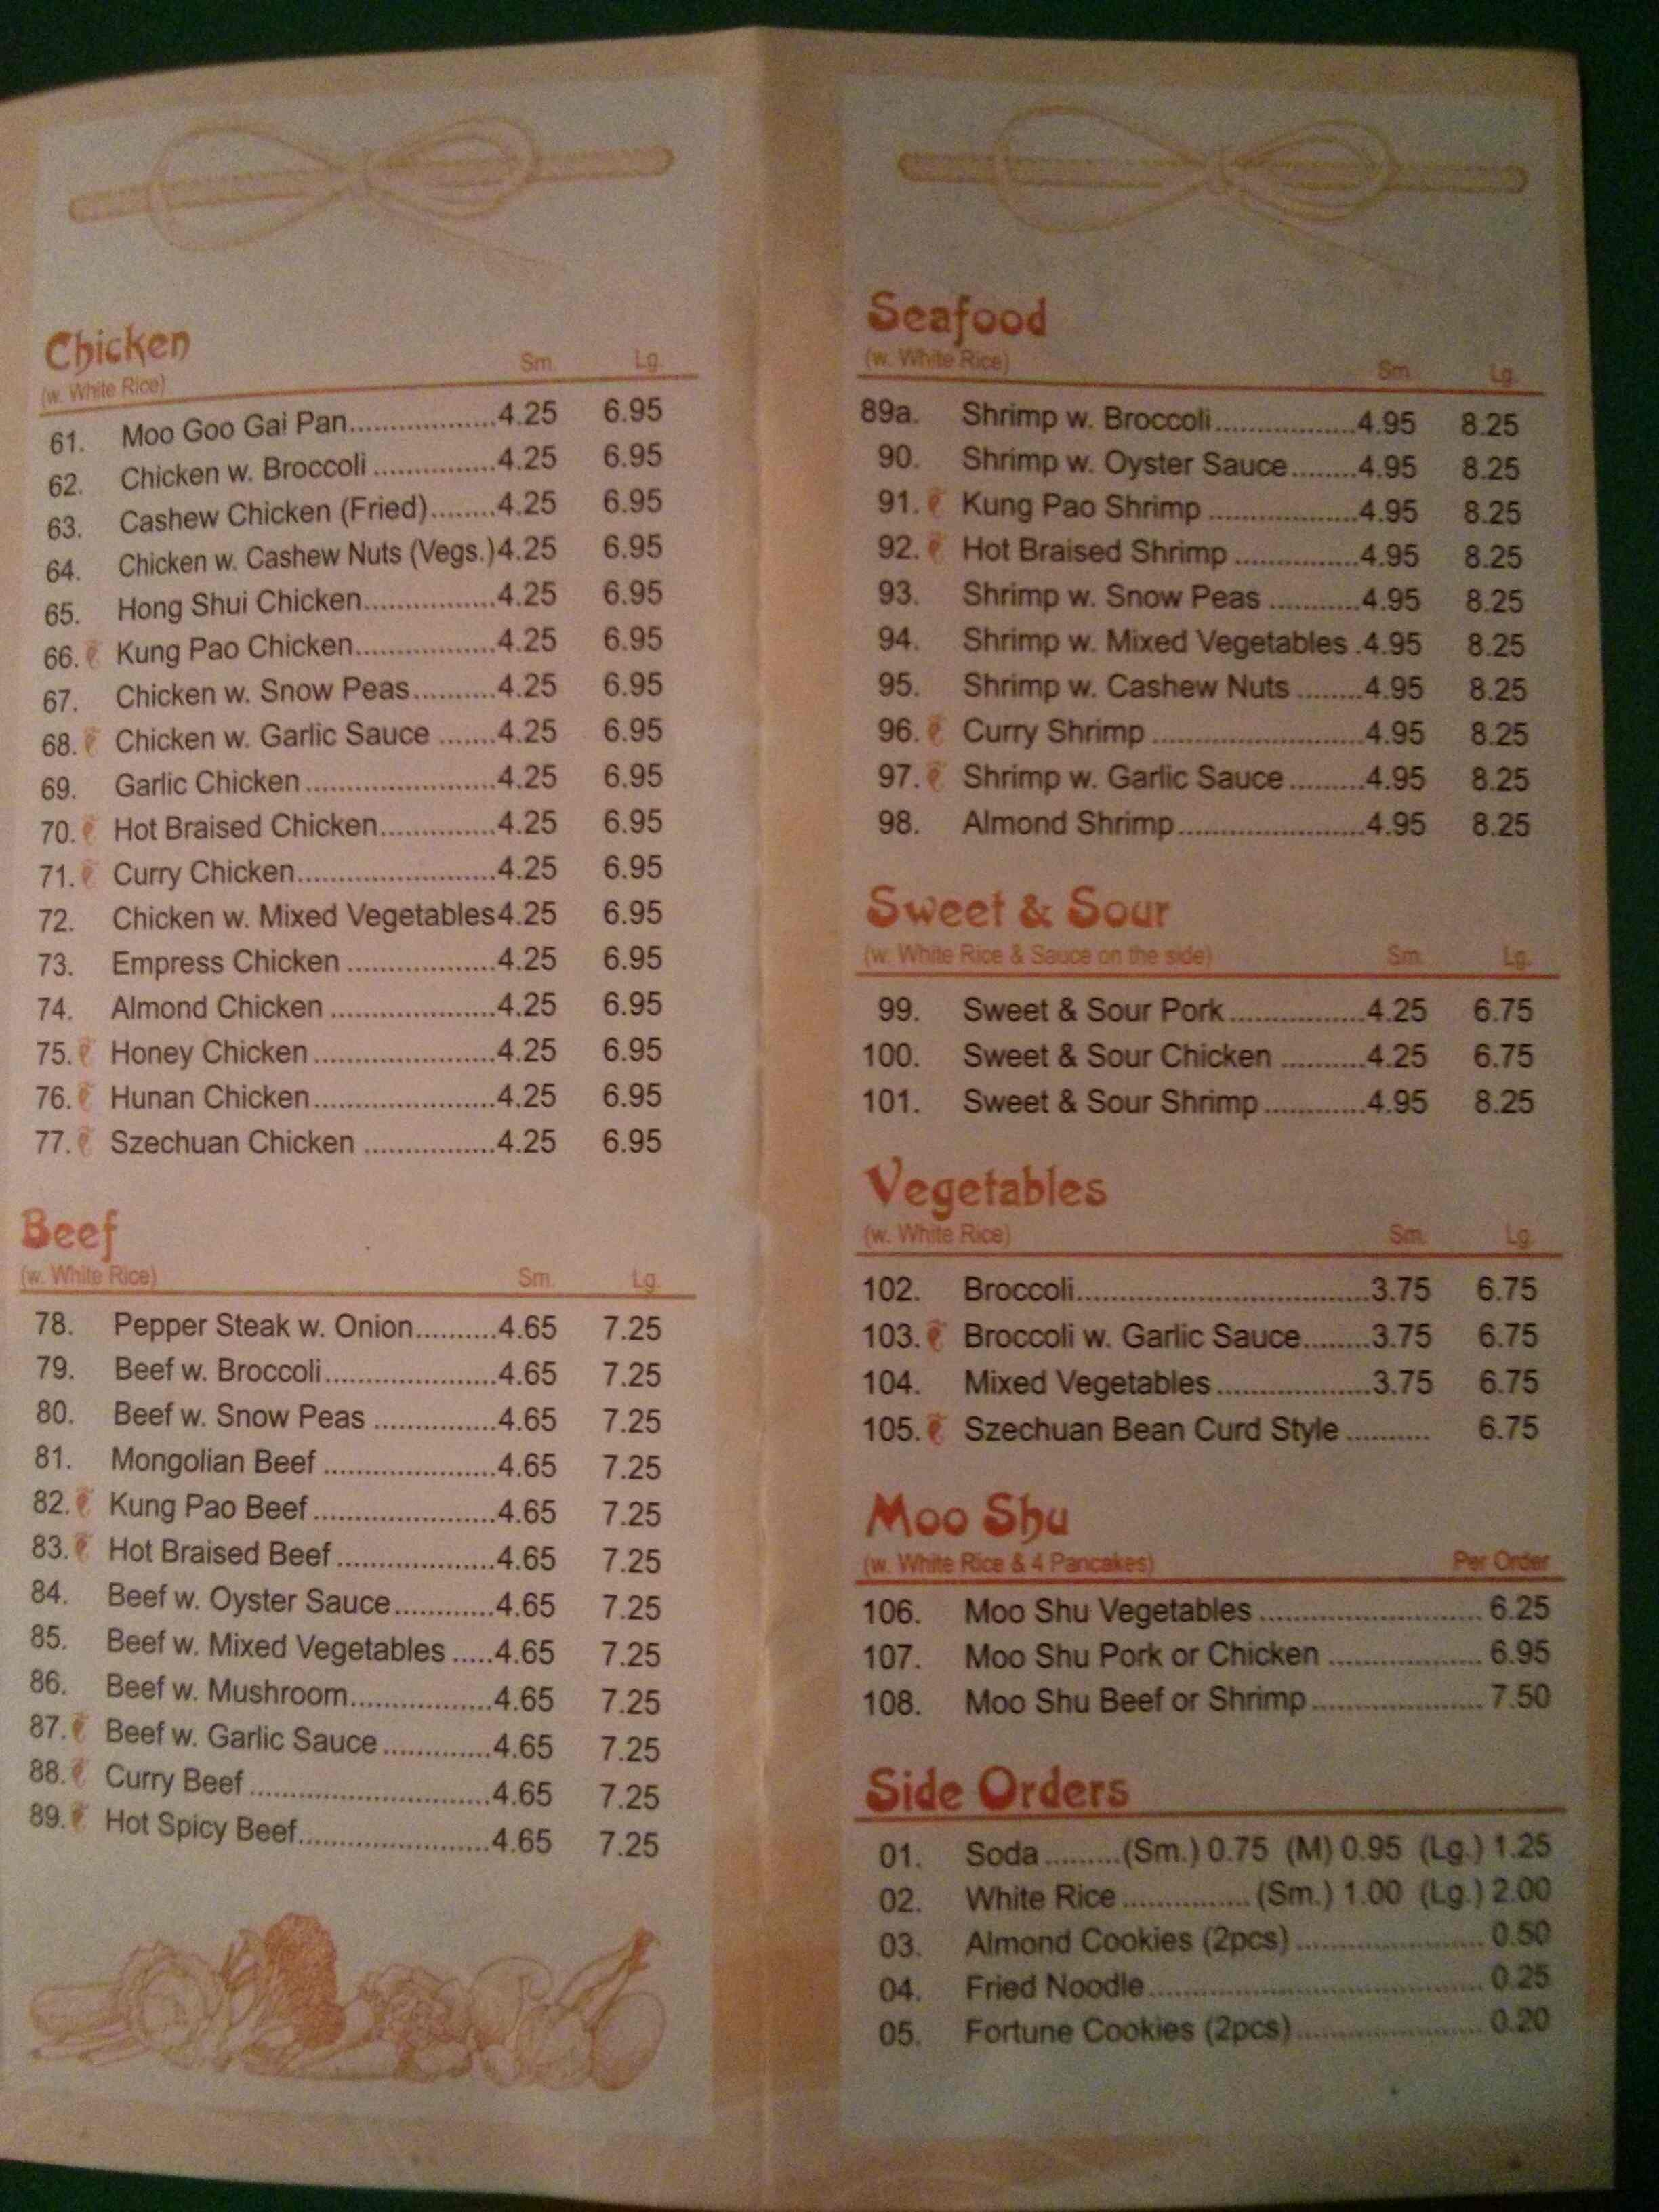 Chicken
(w. White Rice) Sm. Lg.
61. Moo Goo Gai Pan..................4.25 6.95
62. Chicken w. Broccoli ...............4.25 6.95
63. Cashew Chicken (Fried)........4.25 6.95
64. Chicken w. Cashew Nuts (Vegs.)4.25 6.95
65. Hong Shui Chicken................4.25 6.95
66. Kung Pao Chicken.................4.25 6.95
67. Chicken w. Snow Peas..........4.25 6.95
68. Chicken w. Garlic Sauce .......4.25 6.95
69. Garlic Chicken .......................4.25 6.95
70. Hot Braised Chicken..............4.25 6.95
71. Curry Chicken........................4.25 6.95
72. Chicken w. Mixed Vegetables4.25 6.95
73. Empress Chicken ..................4.25 6.95
74. Almond Chicken ....................4.25 6.95
75. Honey Chicken ......................4.25 6.95
76. Hunan Chicken......................4.25 6.95
77. Szechuan Chicken ................4.25 6.95
Beef
(w. White Rice) Sm. Lg.
78. Pepper Steak w. Onion..........4.65 7.25
79. Beef w. Broccoli.....................4.65 7.25
80. Beef w. Snow Peas ...............4.65 7.25
81. Mongolian Beef .....................4.65 7.25
82. Kung Pao Beef......................4.65 7.25
83. Hot Braised Beef ...................4.65 7.25
84. Beef w. Oyster Sauce............4.65 7.25
85. Beef w. Mixed Vegetables .....4.65 7.25
86. Beef w. Mushroom.................4.65 7.25
87. Beef w. Garlic Sauce .............4.65 7.25
88. Curry Beef .............................4.65 7.25
89. Hot Spicy Beef.......................4.65 7.25
Seafood
(w. White Rice) Sm. Lg.
89a. Shrimp w. Broccoli.................4.95 8.25
90. Shrimp w. Oyster Sauce........4.95 8.25
91. Kung Pao Shrimp ..................4.95 8.25
92. Hot Braised Shrimp ...............4.95 8.25
93. Shrimp w. Snow Peas ...........4.95 8.25
94. Shrimp w. Mixed Vegetables .4.95 8.25
95. Shrimp w. Cashew Nuts ........4.95 8.25
96. Curry Shrimp .........................4.95 8.25
97. Shrimp w. Garlic Sauce .........4.95 8.25
98. Almond Shrimp......................4.95 8.25
Sweet & Sour
(w. White Rice & Sauce on the side) Sm. Lg.
99. Sweet & Sour Pork................4.25 6.75
100. Sweet & Sour Chicken ..........4.25 6.75
101. Sweet & Sour Shrimp............4.95 8.25
Vegetables
(w. White Rice) Sm. Lg.
102. Broccoli...................................3.75 6.75
103. Broccoli w. Garlic Sauce........3.75 6.75
104. Mixed Vegetables ...................3.75 6.75
105. Szechuan Bean Curd Style .......... 6.75
Moo Shu
(w. White Rice & 4 Pancakes) Per Order
106. Moo Shu Vegetables ........................... 6.25
107. Moo Shu Pork or Chicken .................. 6.95
108. Moo Shu Beef or Shrimp.................... 7.50
Side Orders
01. Soda.........(Sm.) 0.75 (M) 0.95 (Lg.) 1.25
02. White Rice............... (Sm.) 1.00 (Lg.) 2.00
03. Almond Cookies (2pcs) ...................... 0.50
04. Fried Noodle........................................ 0.25
05. Fortune Cookies (2pcs)...................... 0.20